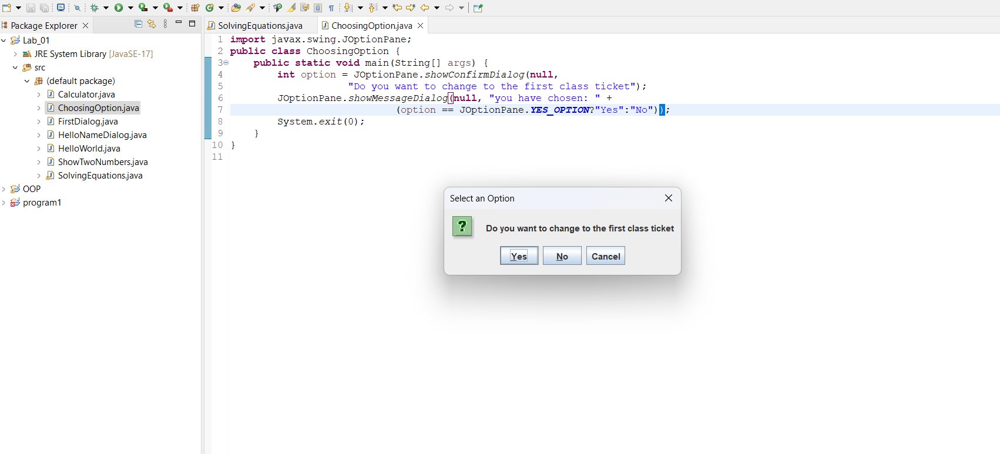 Package Explorer
Lab_01
JRE System Library [JavaSE-17]
src
(default package)
Calculator.java
ChoosingOption.java
FirstDialog.java
HelloNameDialog.java
HelloWorld.java
ShowTwoNumbers.java
SolvingEquations.java
OOP
program1
SolvingEquations.java
ChoosingOption.java
1 import javax.swing.JOptionPane;
2 public class ChoosingOption {
3 public static void main(String[] args) {
4 int option = JOptionPane.showConfirmDialog(null,
5 "Do you want to change to the first class ticket");
6 JOptionPane.showMessageDialog(null, "you have chosen: " +
7 (option == JOptionPane.YES_OPTION?"Yes":"No"));
8 System.exit(0);
9 }
10 }
11
Select an Option
?
Do you want to change to the first class ticket
Yes No Cancel